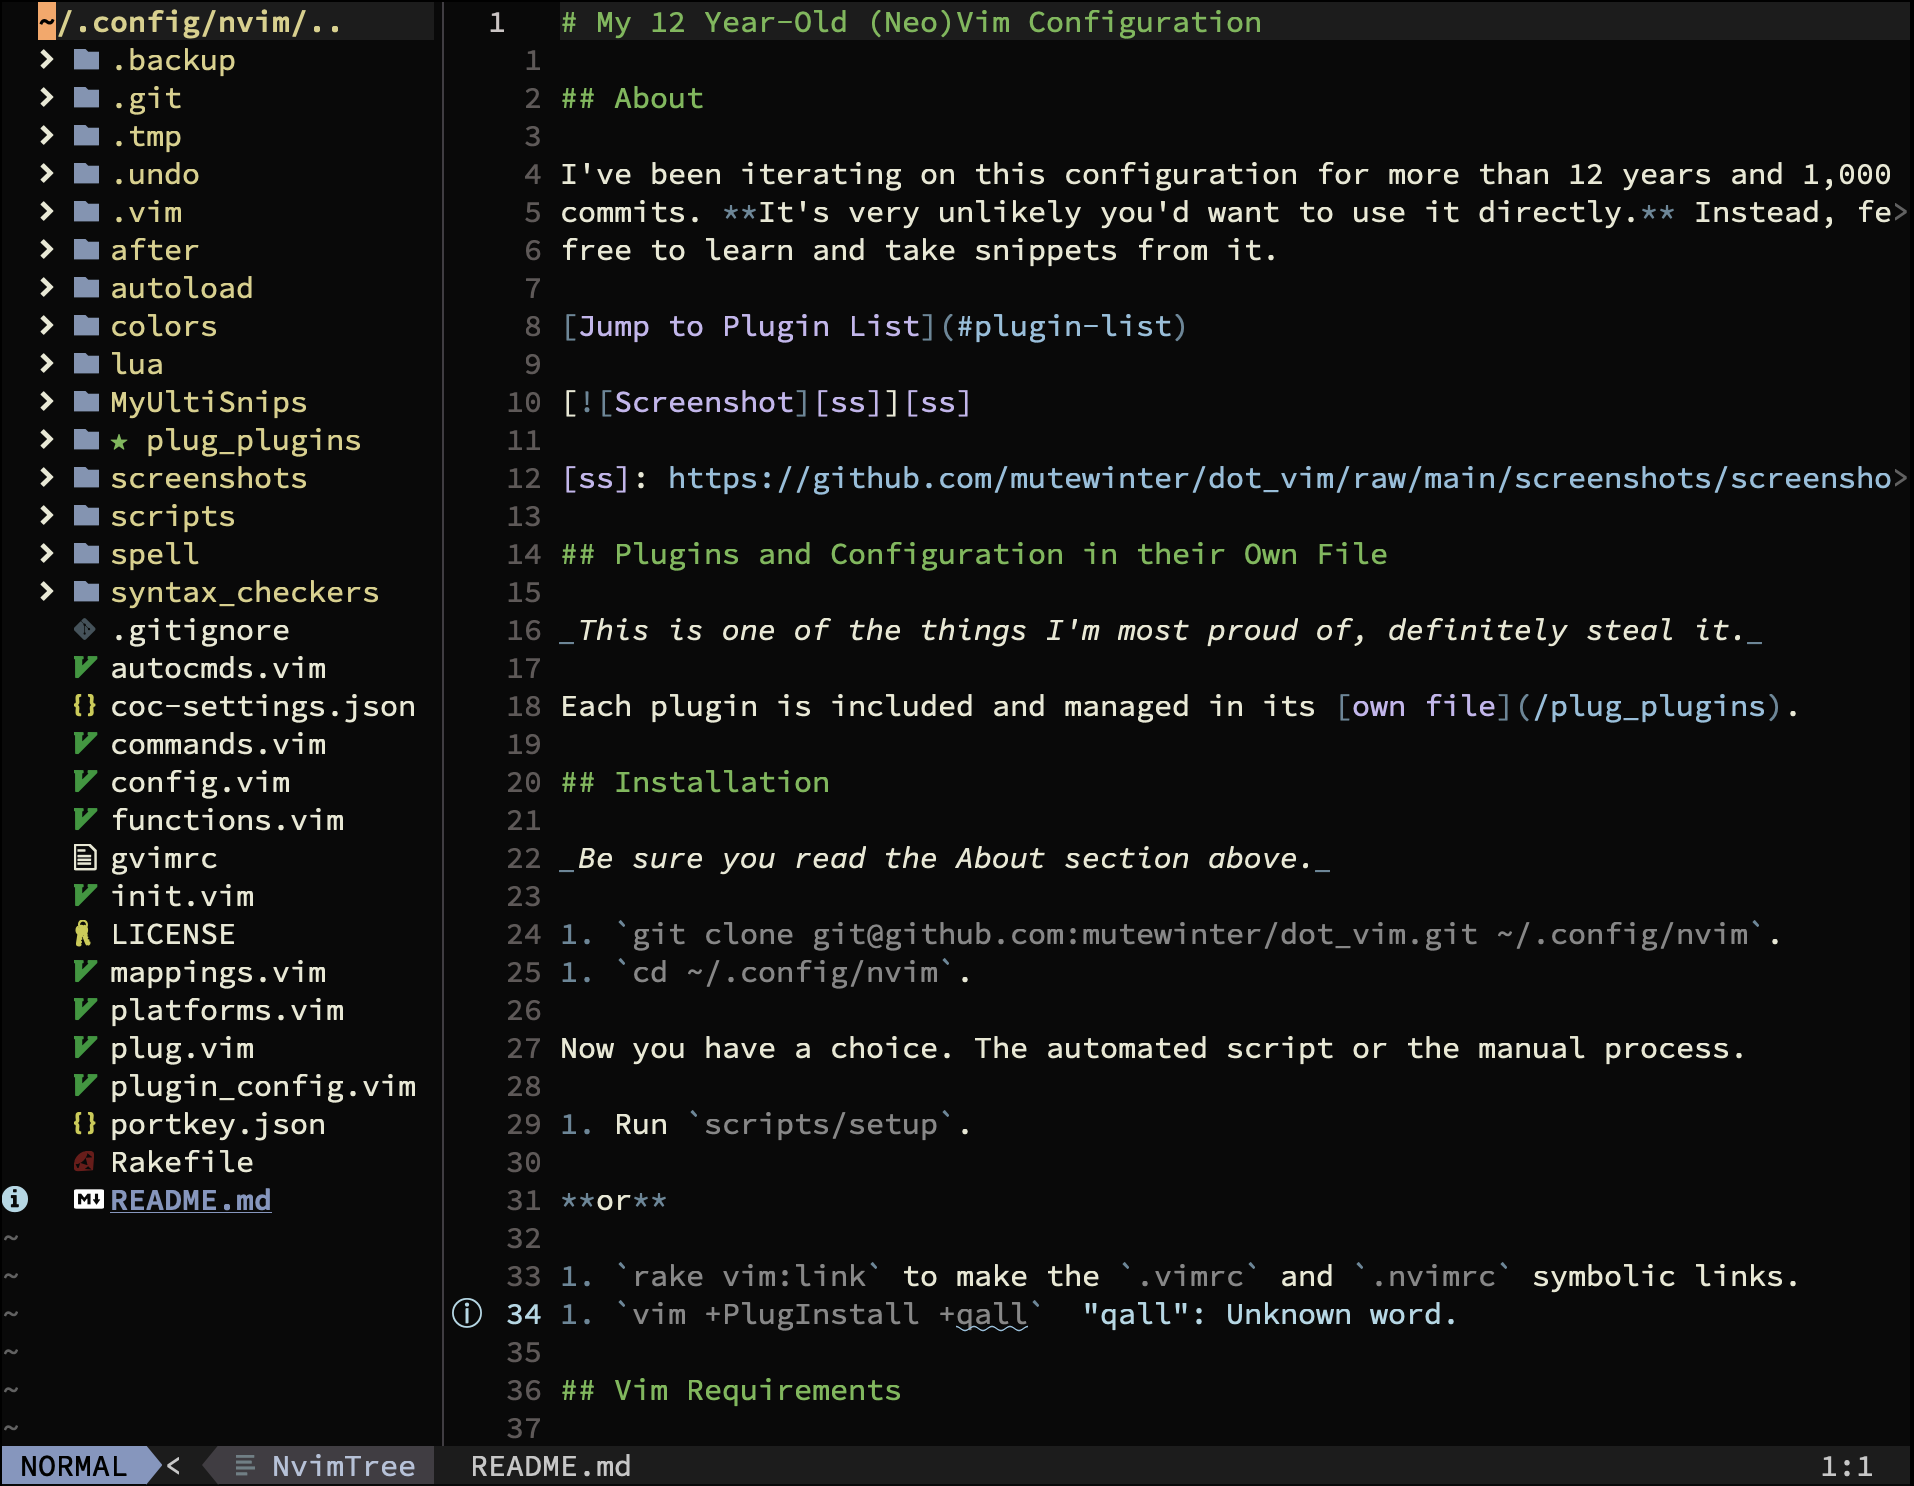 ~/.config/nvim/..
.backup
.git
.tmp
.undo
.vim
after
autoload
colors
lua
MyUltiSnips
★ plug_plugins
screenshots
scripts
spell
syntax_checkers
.gitignore
autocmds.vim
{} coc-settings.json
commands.vim
config.vim
functions.vim
gvimrc
init.vim
LICENSE
mappings.vim
platforms.vim
plug.vim
plugin_config.vim
{} portkey.json
Rakefile
README.md
~
~
~
~
~
~
1 # My 12 Year-Old (Neo)Vim Configuration
1
2 ## About
3
4 I've been iterating on this configuration for more than 12 years and 1,000
5 commits. **It's very unlikely you'd want to use it directly.** Instead, fe>
6 free to learn and take snippets from it.
7
8 [Jump to Plugin List](#plugin-list)
9
10 [![Screenshot][ss]][ss]
11
12 [ss]: https://github.com/mutewinter/dot_vim/raw/main/screenshots/screensho>
13
14 ## Plugins and Configuration in their Own File
15
16 _This is one of the things I'm most proud of, definitely steal it._
17
18 Each plugin is included and managed in its [own file](/plug_plugins).
19
20 ## Installation
21
22 _Be sure you read the About section above._
23
24 1. `git clone git@github.com:mutewinter/dot_vim.git ~/.config/nvim`.
25 1. `cd ~/.config/nvim`.
26
27 Now you have a choice. The automated script or the manual process.
28
29 1. Run `scripts/setup`.
30
31 **or**
32
33 1. `rake vim:link` to make the `.vimrc` and `.nvimrc` symbolic links.
34 1. `vim +PlugInstall +qall`  "qall": Unknown word.
35
36 ## Vim Requirements
37
NORMAL < NvimTree README.md 1:1